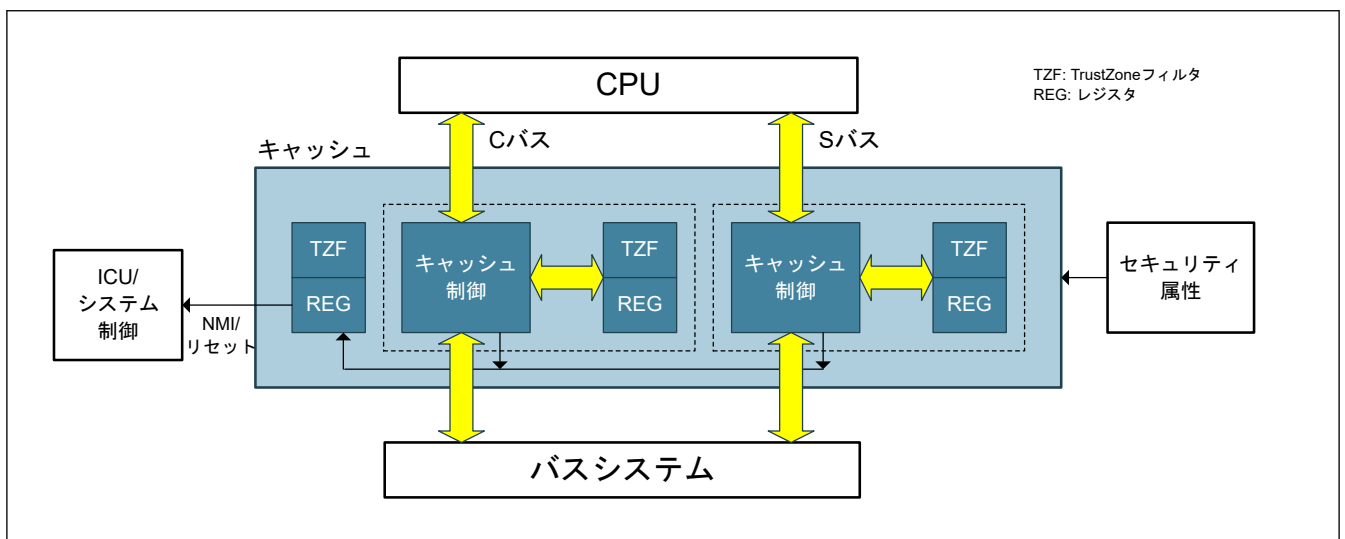 CPU
TZF: TrustZoneフィルタ
REG: レジスタ
Cバス
Sバス
キャッシュ
TZF
REG
キャッシュ
制御
TZF
REG
キャッシュ
制御
TZF
REG
ICU/
システム
制御
NMI/
リセット
セキュリティ
属性
バスシステム